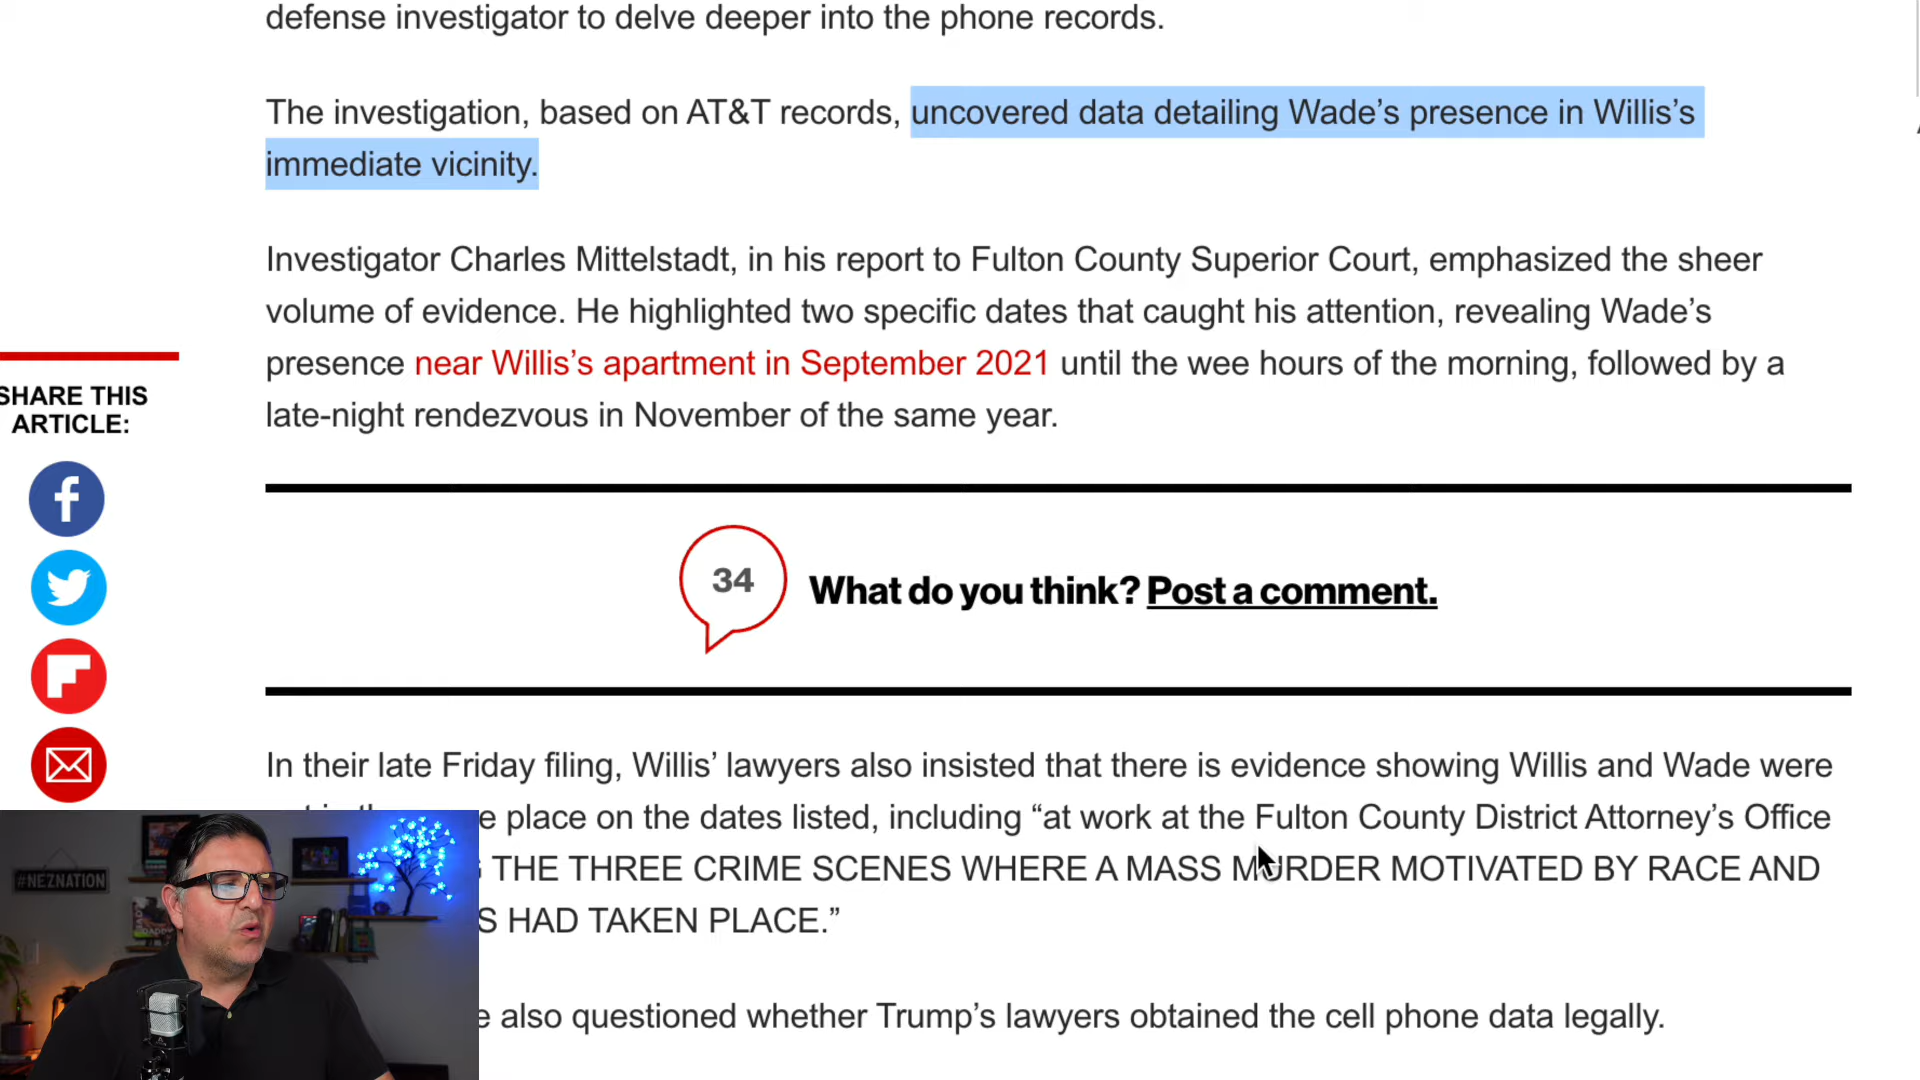 defense investigator to delve deeper into the phone records.
The investigation, based on AT&T records, uncovered data detailing Wade’s presence in Willis’s
immediate vicinity.
Investigator Charles Mittelstadt, in his report to Fulton County Superior Court, emphasized the sheer
volume of evidence. He highlighted two specific dates that caught his attention, revealing Wade’s
presence near Willis’s apartment in September 2021 until the wee hours of the morning, followed by a
late-night rendezvous in November of the same year.
SHARE THIS
ARTICLE:
34
What do you think? Post a comment.
In their late Friday filing, Willis’ lawyers also insisted that there is evidence showing Willis and Wade were
place on the dates listed, including “at work at the Fulton County District Attorney’s Office
THE THREE CRIME SCENES WHERE A MASS MURDER MOTIVATED BY RACE AND
HAD TAKEN PLACE.”
also questioned whether Trump’s lawyers obtained the cell phone data legally.
#NEZNATION